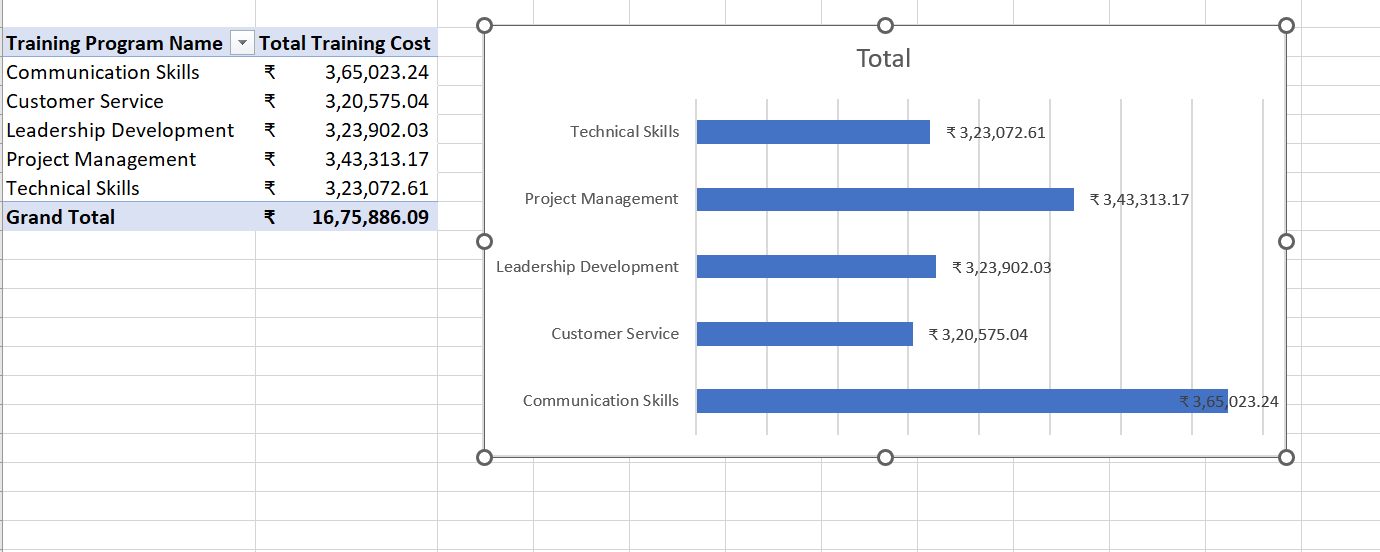 Training Program Name Total Training Cost
Communication Skills ₹ 3,65,023.24
Customer Service ₹ 3,20,575.04
Leadership Development ₹ 3,23,902.03
Project Management ₹ 3,43,313.17
Technical Skills ₹ 3,23,072.61
Grand Total ₹ 16,75,886.09
Total
Technical Skills ₹ 3,23,072.61
Project Management ₹ 3,43,313.17
Leadership Development ₹ 3,23,902.03
Customer Service ₹ 3,20,575.04
Communication Skills ₹ 3,65,023.24